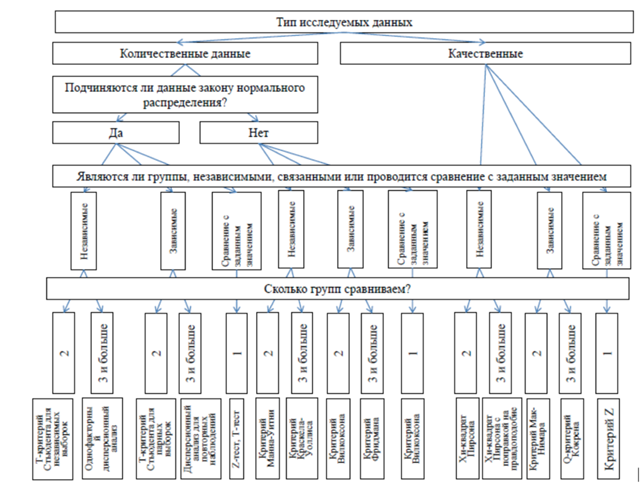 Тип исследуемых данных
Количественные данные
Качественные
Подчиняются ли данные закону нормального
распределения?
Да
Нет
Являются ли группы, независимыми, связанными или проводится сравнение с заданным значением
Независимые
Зависимые
Сравнение с
заданным
значением
Независимые
Зависимые
Сравнение с
заданным
значением
Независимые
Зависимые
Сравнение с
заданным
значением
Сколько групп сравниваем?
2
3 и больше
2
3 и больше
1
2
3 и больше
2
3 и больше
1
2
3 и больше
2
3 и больше
1
Т-критерий
Стьюдента для
независимых
выборок
Однофакторны
й
дисперсионный
анализ
Т-критерий
Стьюдента для
парных
выборок
Дисперсионный
анализ для
повторных
наблюдений
Z-тест, Т-тест
Критерий
Манна-Уитни
Критерий
Краскела-
Уоллиса
Критерий
Вилкоксона
Критерий
Фридмана
Критерий
Вилкоксона
Хи-квадрат
Пирсона
Хи-квадрат
Пирсона с
поправкой на
правдоподобие
Критерий Мак-
Нимара
Q-критерий
Кокрена
Критерий Z